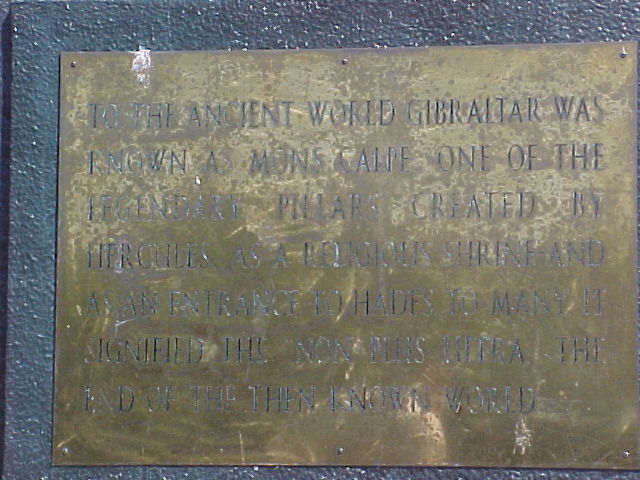 TO THE ANCIENT WORLD GIBRALTAR WAS
KNOWN AS MONS CALPE, ONE OF THE
LEGENDARY PILLARS CREATED BY
HERCULES, AS A RELIGIOUS SHRINE AND
AS AN ENTRANCE TO HADES TO MANY IT
SIGNIFIED THE NON PLUS ULTRA. THE
END OF THE THEN KNOWN WORLD.